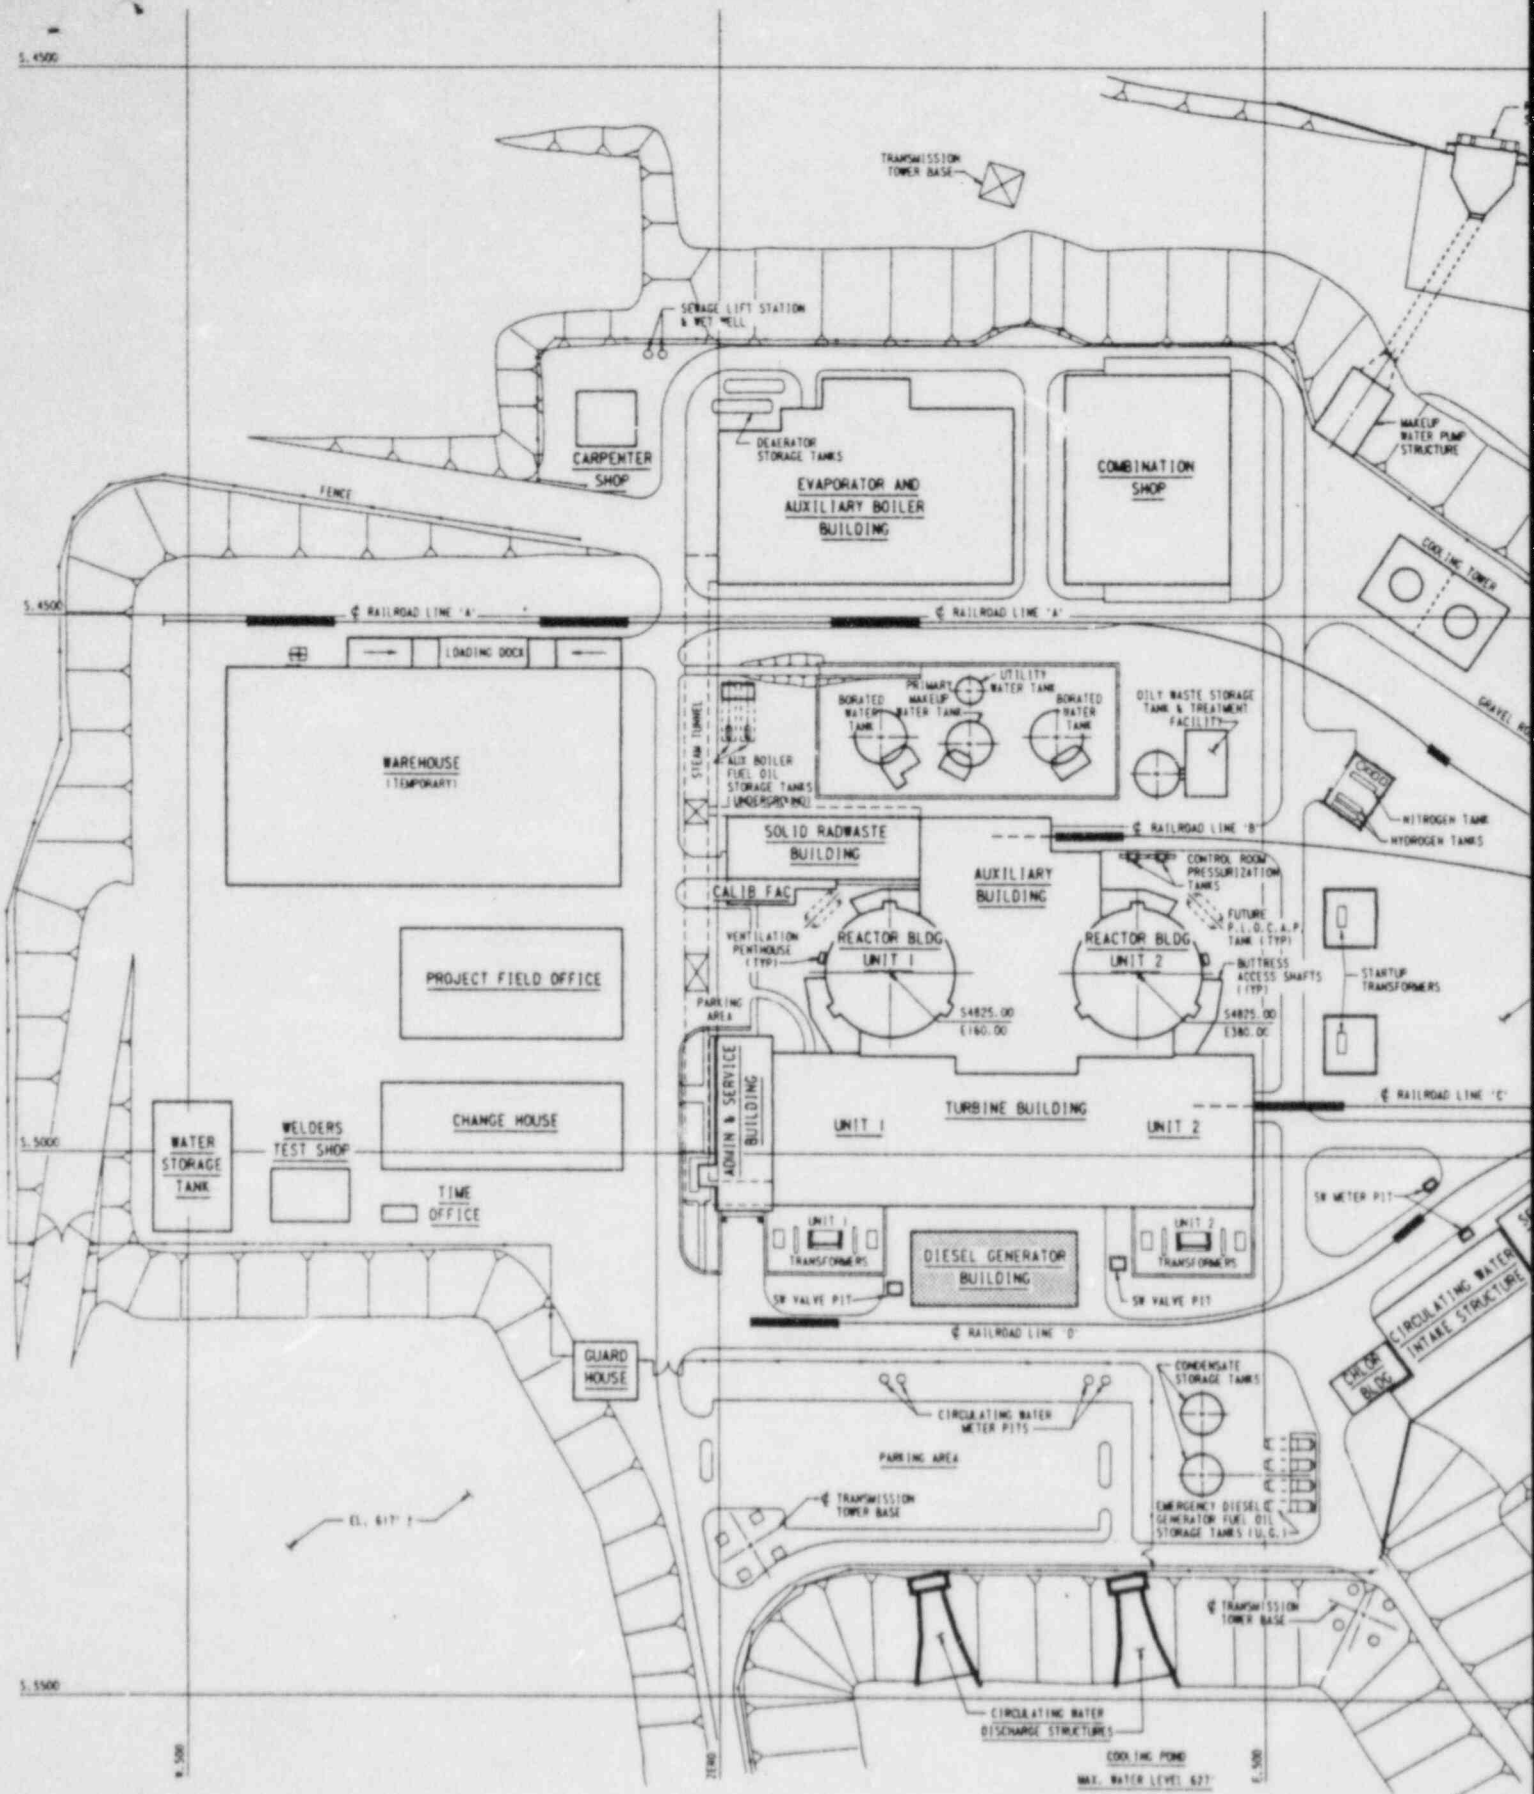 S. 4500
TRANSMISSION
TOWER BASE
SEWAGE LIFT STATION
& WET WELL
DEAERATOR
STORAGE TANKS
CARPENTER
SHOP
EVAPORATOR AND
AUXILIARY BOILER
BUILDING
COMBINATION
SHOP
MAKEUP
WATER PUMP
STRUCTURE
FENCE
COOLING TOWER
S. 4500
℄ RAILROAD LINE 'A'
℄ RAILROAD LINE 'A'
LOADING DOCK
WAREHOUSE
(TEMPORARY)
STEAM TUNNEL
AUX BOILER
FUEL OIL
STORAGE TANKS
(UNDERGROUND)
BORATED
WATER
TANK
PRIMARY
MAKEUP
WATER TANK
UTILITY
WATER TANK
BORATED
WATER
TANK
OILY WASTE STORAGE
TANK & TREATMENT
FACILITY
GRAVEL
NITROGEN TANK
HYDROGEN TANKS
SOLID RADWASTE
BUILDING
℄ RAILROAD LINE 'B'
AUXILIARY
BUILDING
CONTROL ROOM
PRESSURIZATION
TANKS
CALIB FAC
VENTILATION
PENTHOUSE
(TYP)
REACTOR BLDG
UNIT 1
REACTOR BLDG
UNIT 2
FUTURE
P.L.O.C.A.P.
TANK (TYP)
BUTTRESS
ACCESS SHAFTS
(TYP)
STARTUP
TRANSFORMERS
PROJECT FIELD OFFICE
PARKING
AREA
S4825.00
E160.00
S4825.00
E380.00
ADMIN & SERVICE
BUILDING
TURBINE BUILDING
UNIT 1
UNIT 2
℄ RAILROAD LINE 'C'
CHANGE HOUSE
S. 5000
WATER
STORAGE
TANK
WELDERS
TEST SHOP
TIME
OFFICE
SW METER PIT
UNIT 1
TRANSFORMERS
DIESEL GENERATOR
BUILDING
UNIT 2
TRANSFORMERS
SW VALVE PIT
SW VALVE PIT
CIRCULATING WATER
INTAKE STRUCTURE
℄ RAILROAD LINE 'D'
CHLOR
BLDG
GUARD
HOUSE
CONDENSATE
STORAGE TANKS
CIRCULATING WATER
METER PITS
PARKING AREA
℄ TRANSMISSION
TOWER BASE
EMERGENCY DIESEL
GENERATOR FUEL OIL
STORAGE TANKS (U.G.)
EL. 617'
℄ TRANSMISSION
TOWER BASE
S. 5500
CIRCULATING WATER
DISCHARGE STRUCTURES
COOLING POND
MAX. WATER LEVEL 627'
W. 500
ZERO
E. 500